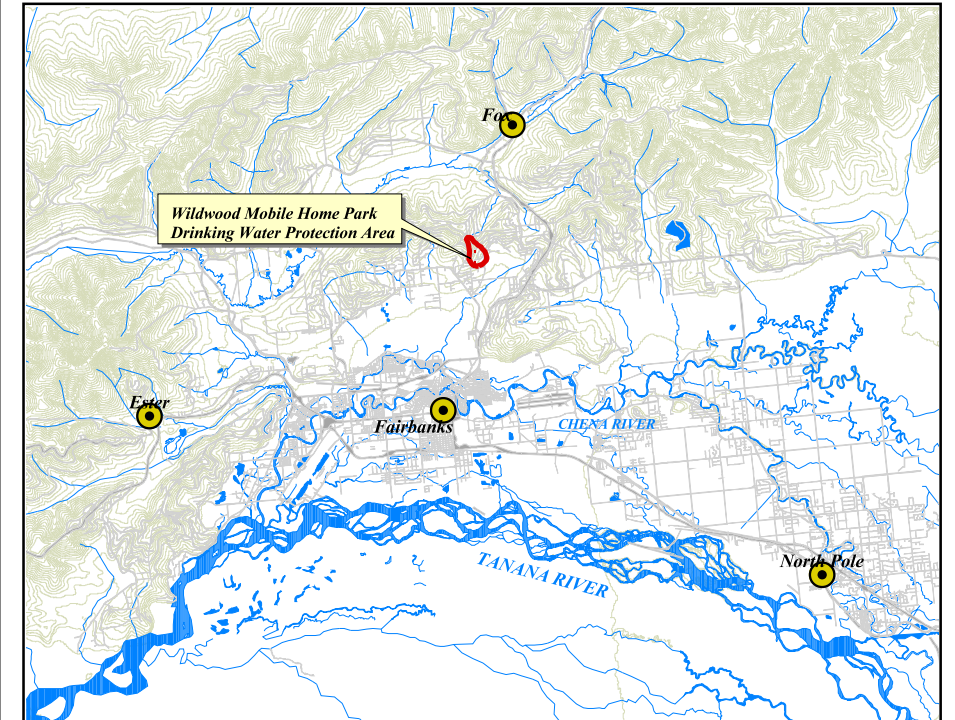 Fox
Wildwood Mobile Home Park
Drinking Water Protection Area
Ester
Fairbanks
CHENA RIVER
TANANA RIVER
North Pole